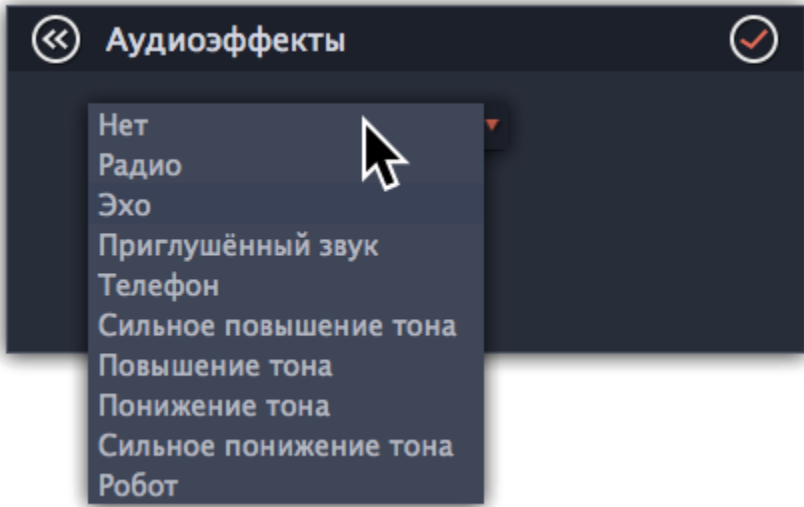 Аудиоэффекты
Нет
Радио
Эхо
Приглушённый звук
Телефон
Сильное повышение тона
Повышение тона
Понижение тона
Сильное понижение тона
Робот